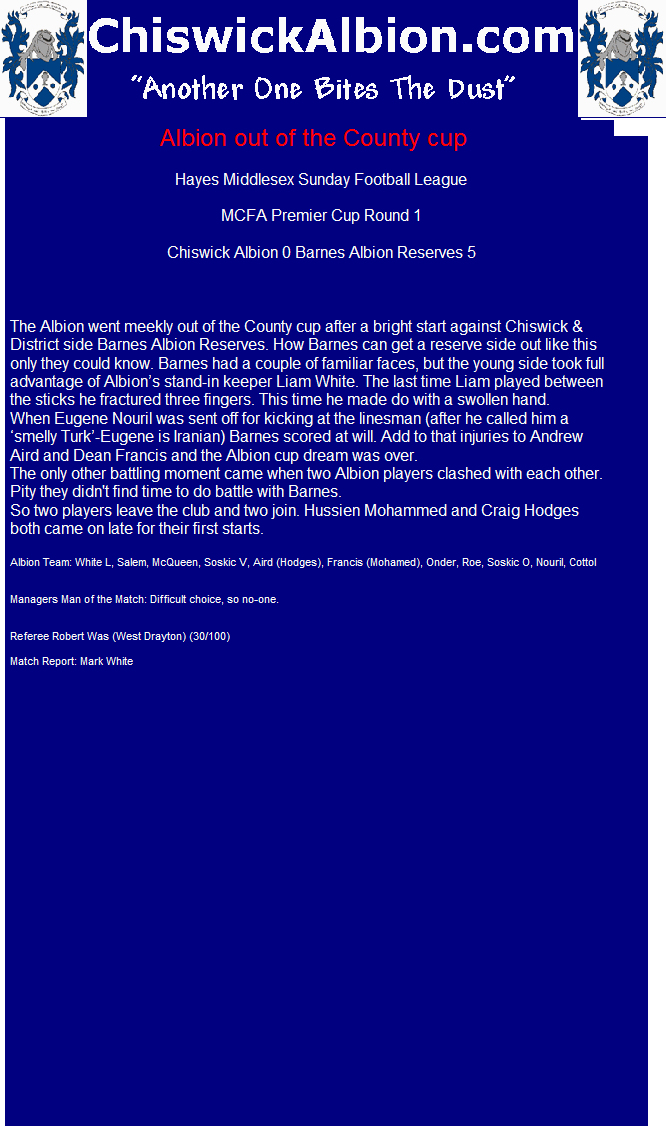 ChiswickAlbion.com
“Another One Bites The Dust”
Albion out of the County cup
Hayes Middlesex Sunday Football League
MCFA Premier Cup Round 1
Chiswick Albion 0 Barnes Albion Reserves 5
The Albion went meekly out of the County cup after a bright start against Chiswick &
District side Barnes Albion Reserves. How Barnes can get a reserve side out like this
only they could know. Barnes had a couple of familiar faces, but the young side took full
advantage of Albion’s stand-in keeper Liam White. The last time Liam played between
the sticks he fractured three fingers. This time he made do with a swollen hand.
When Eugene Nouril was sent off for kicking at the linesman (after he called him a
‘smelly Turk’-Eugene is Iranian) Barnes scored at will. Add to that injuries to Andrew
Aird and Dean Francis and the Albion cup dream was over.
The only other battling moment came when two Albion players clashed with each other.
Pity they didn't find time to do battle with Barnes.
So two players leave the club and two join. Hussien Mohammed and Craig Hodges
both came on late for their first starts.
Albion Team: White L, Salem, McQueen, Soskic V, Aird (Hodges), Francis (Mohamed), Onder, Roe, Soskic O, Nouril, Cottol
Managers Man of the Match: Difficult choice, so no-one.
Referee Robert Was (West Drayton) (30/100)
Match Report: Mark White